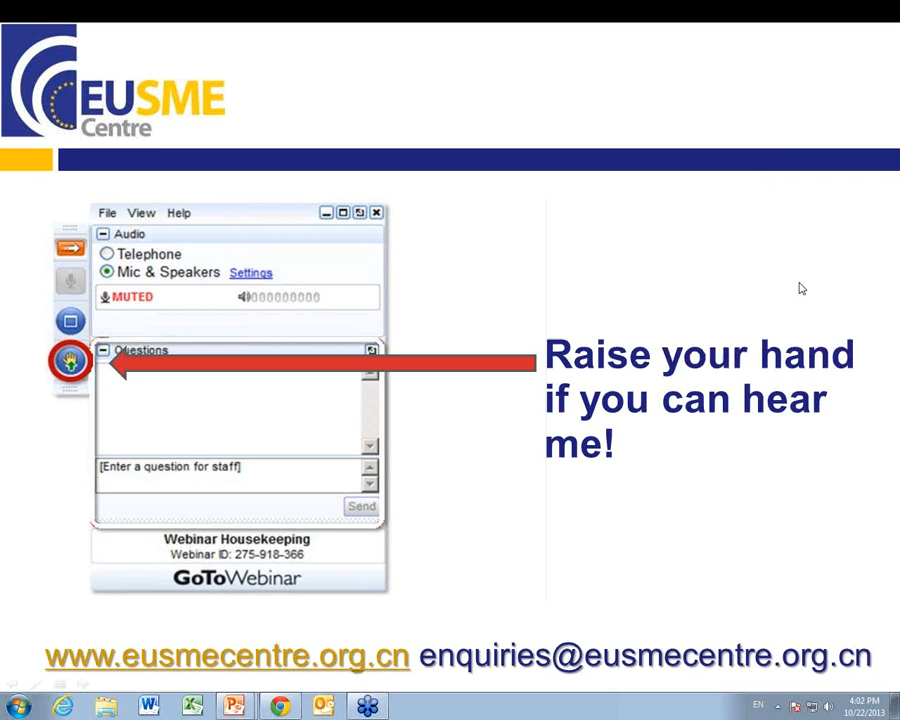 EUSME
Centre
File View Help
Audio
Telephone
Mic & Speakers Settings
MUTED
000000000
Questions
Raise your hand
if you can hear
me!
[Enter a question for staff]
Send
Webinar Housekeeping
Webinar ID: 275-918-366
GoToWebinar
www.eusmecentre.org.cn enquiries@eusmecentre.org.cn
EN
4:02 PM
10/22/2013